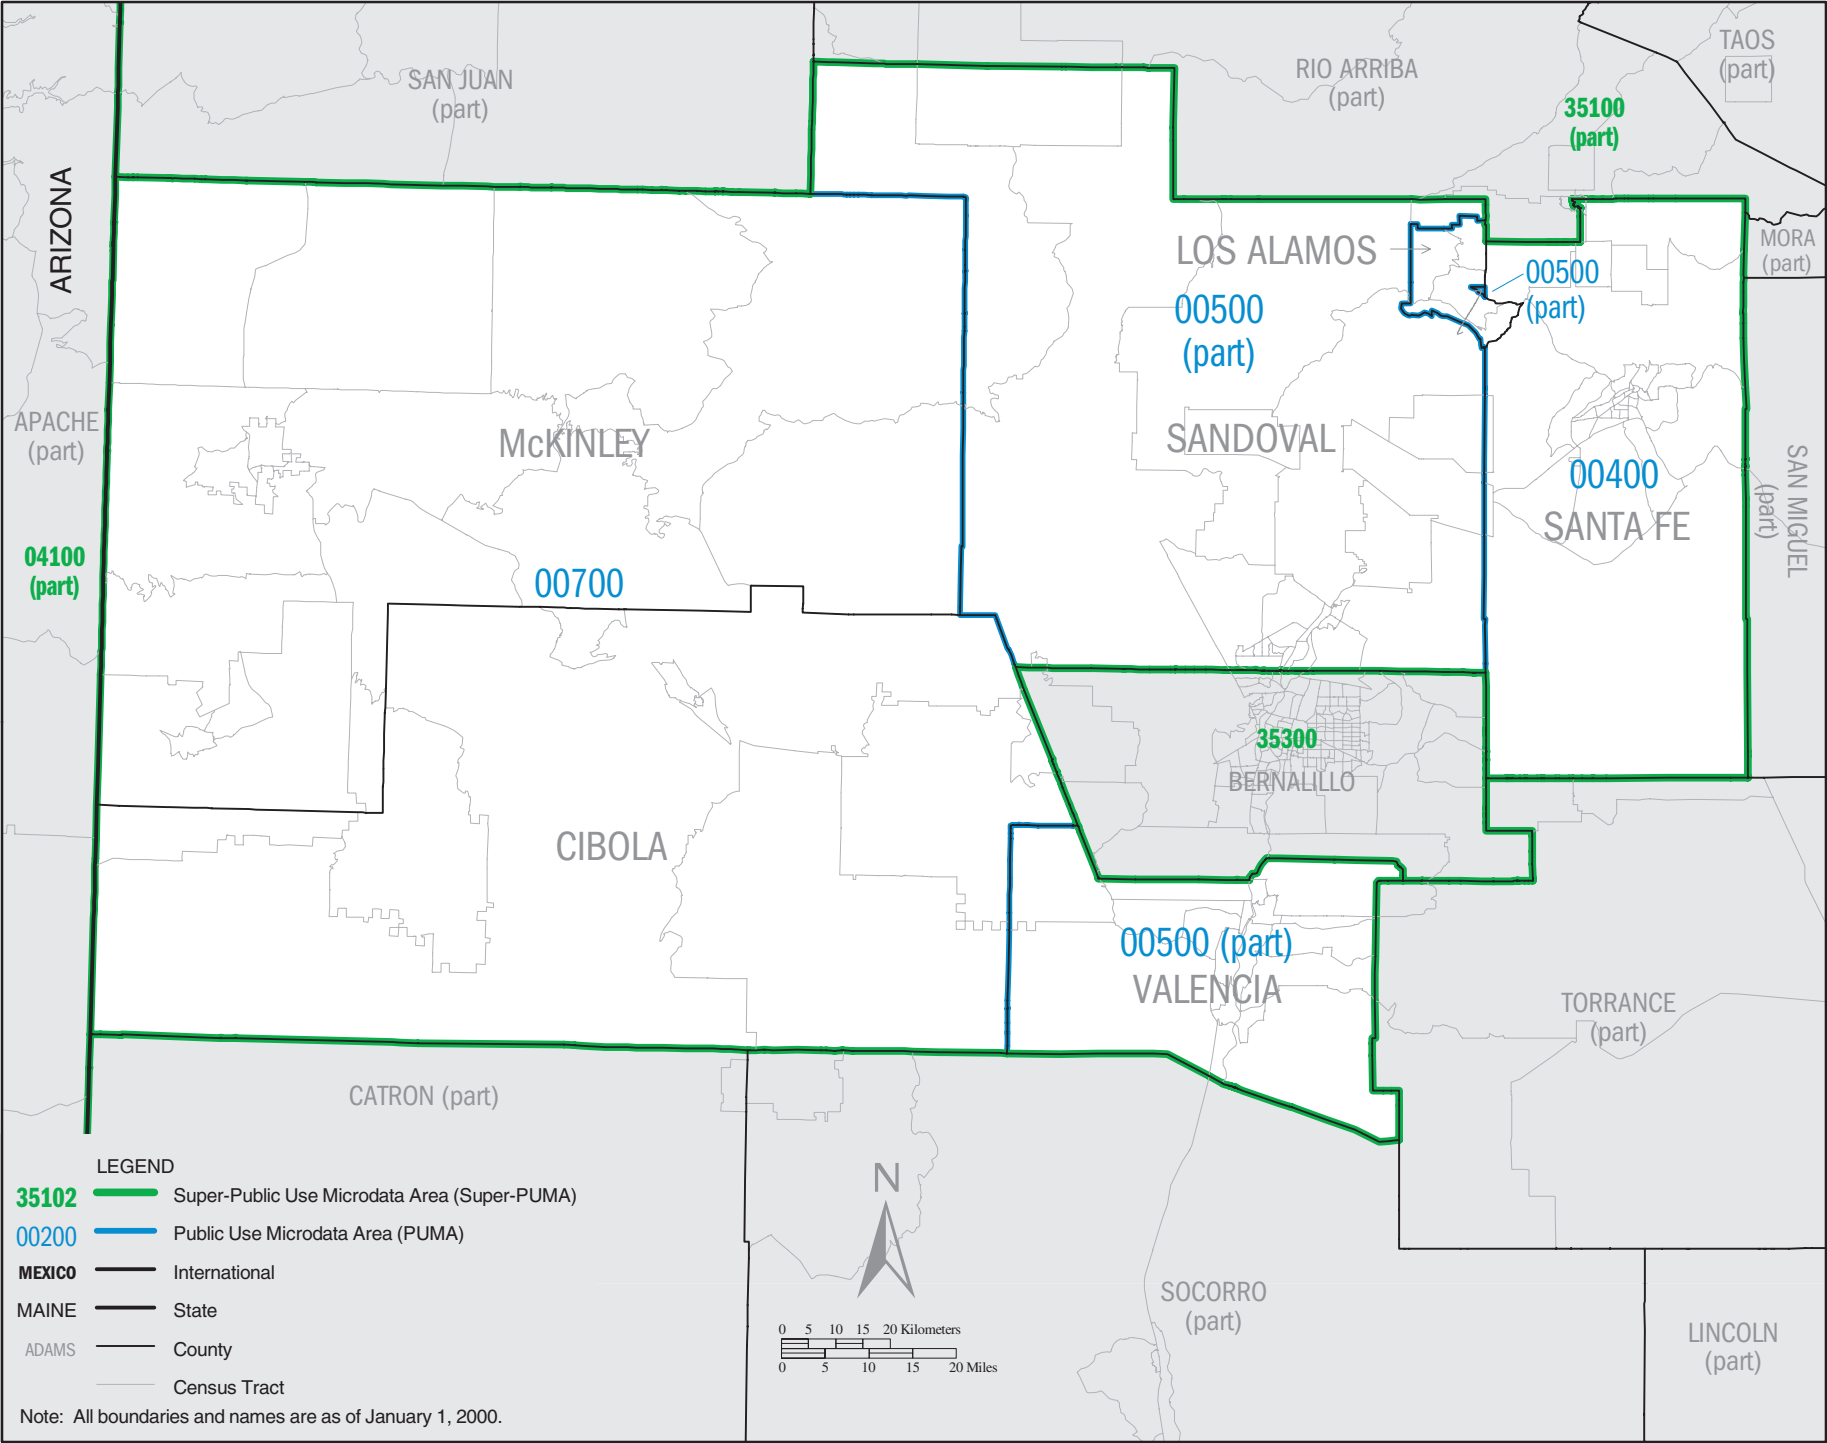 TAOS
(part)
SAN JUAN
(part)
RIO ARRIBA
(part)
35100
(part)
ARIZONA
LOS ALAMOS
MORA
(part)
00500
(part)
00500
(part)
APACHE
(part)
McKINLEY
SANDOVAL
00400
SANTA FE
SAN MIGUEL
(part)
04100
(part)
00700
35300
BERNALILLO
CIBOLA
00500 (part)
VALENCIA
TORRANCE
(part)
CATRON (part)
LEGEND
35102 Super-Public Use Microdata Area (Super-PUMA)
00200 Public Use Microdata Area (PUMA)
MEXICO International
MAINE State
ADAMS County
Census Tract
Note: All boundaries and names are as of January 1, 2000.
N
0 5 10 15 20 Kilometers
0 5 10 15 20 Miles
SOCORRO
(part)
LINCOLN
(part)